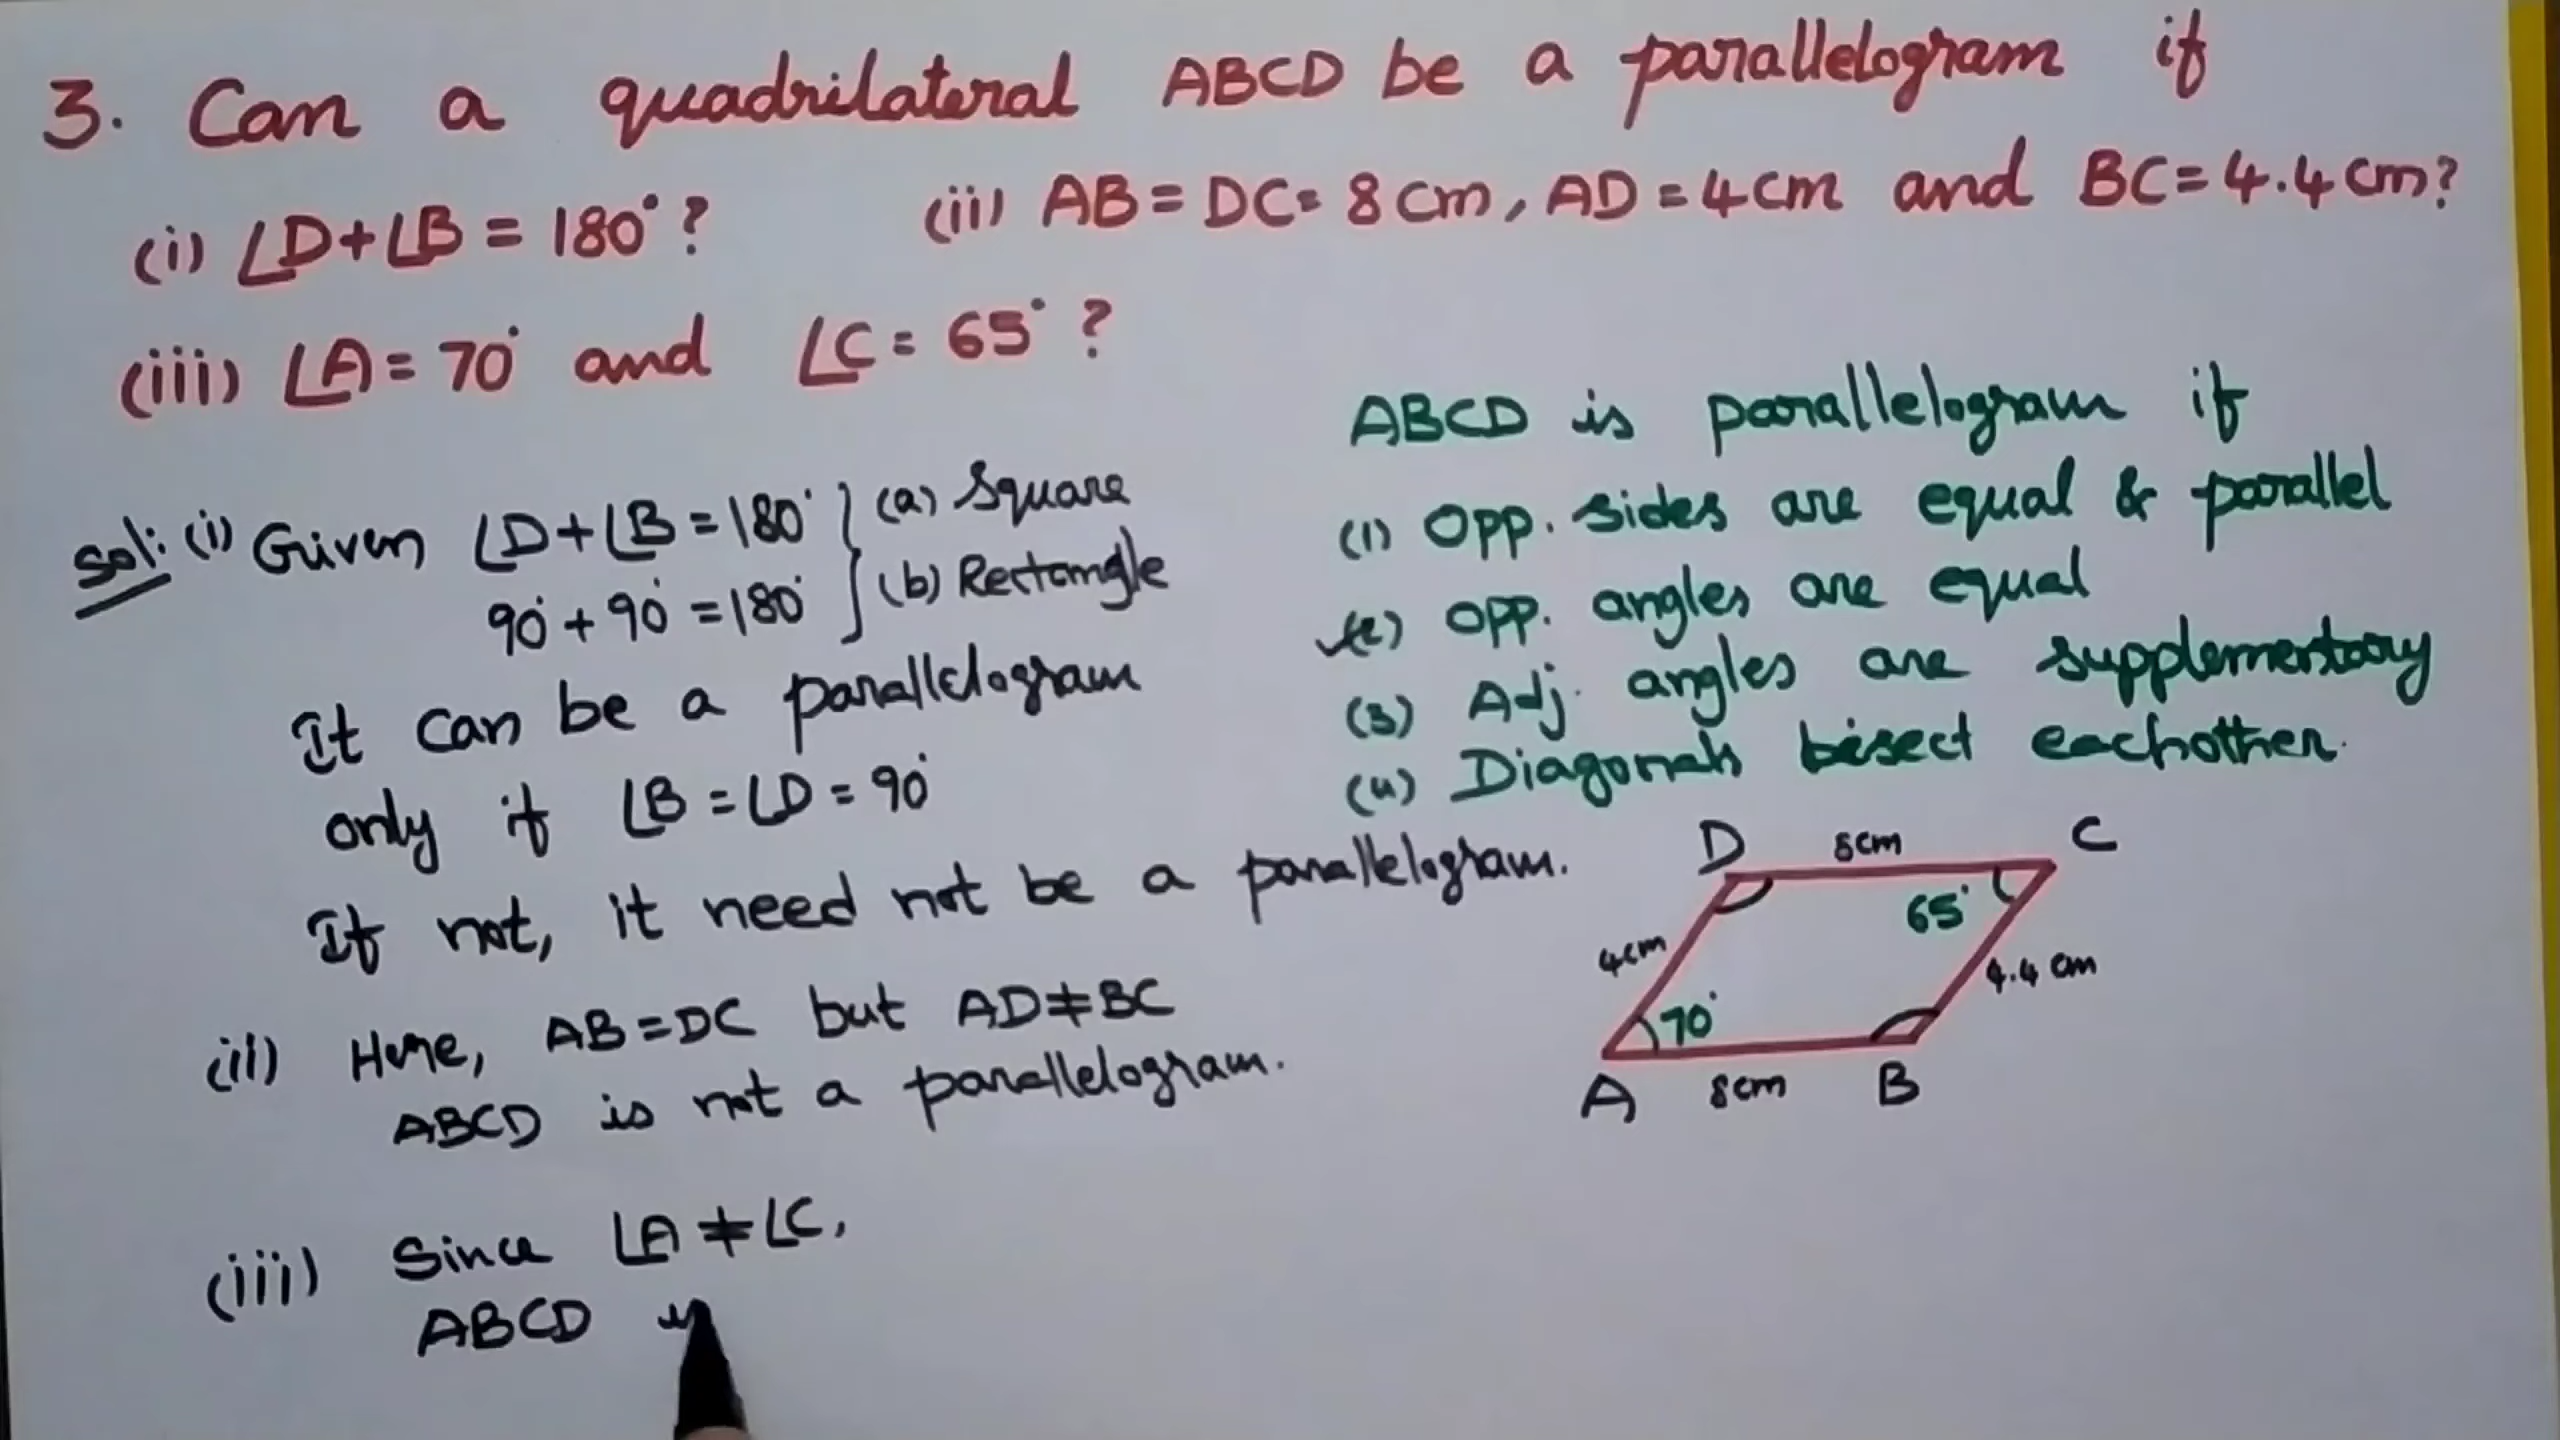 3. Can a quadrilateral ABCD be a parallelogram if
(i) ∠D+∠B = 180° ? (ii) AB = DC = 8 cm, AD = 4 cm and BC = 4.4 cm?
(iii) ∠A = 70° and ∠C = 65° ?
Sol: (i) Given ∠D+∠B = 180° } (a) Square
90° + 90° = 180° (b) Rectangle
It can be a parallelogram
only if ∠B = ∠D = 90°
If not, it need not be a parallelogram.
(ii) Here, AB = DC but AD ≠ BC
ABCD is not a parallelogram.
(iii) Since ∠A ≠ ∠C,
ABCD is
ABCD is parallelogram if
(1) Opp. sides are equal & parallel
(2) Opp. angles are equal
(3) Adj. angles are supplementary
(4) Diagonals bisect eachother.
D 8cm C
65°
4cm 4.4 cm
70°
A 8cm B